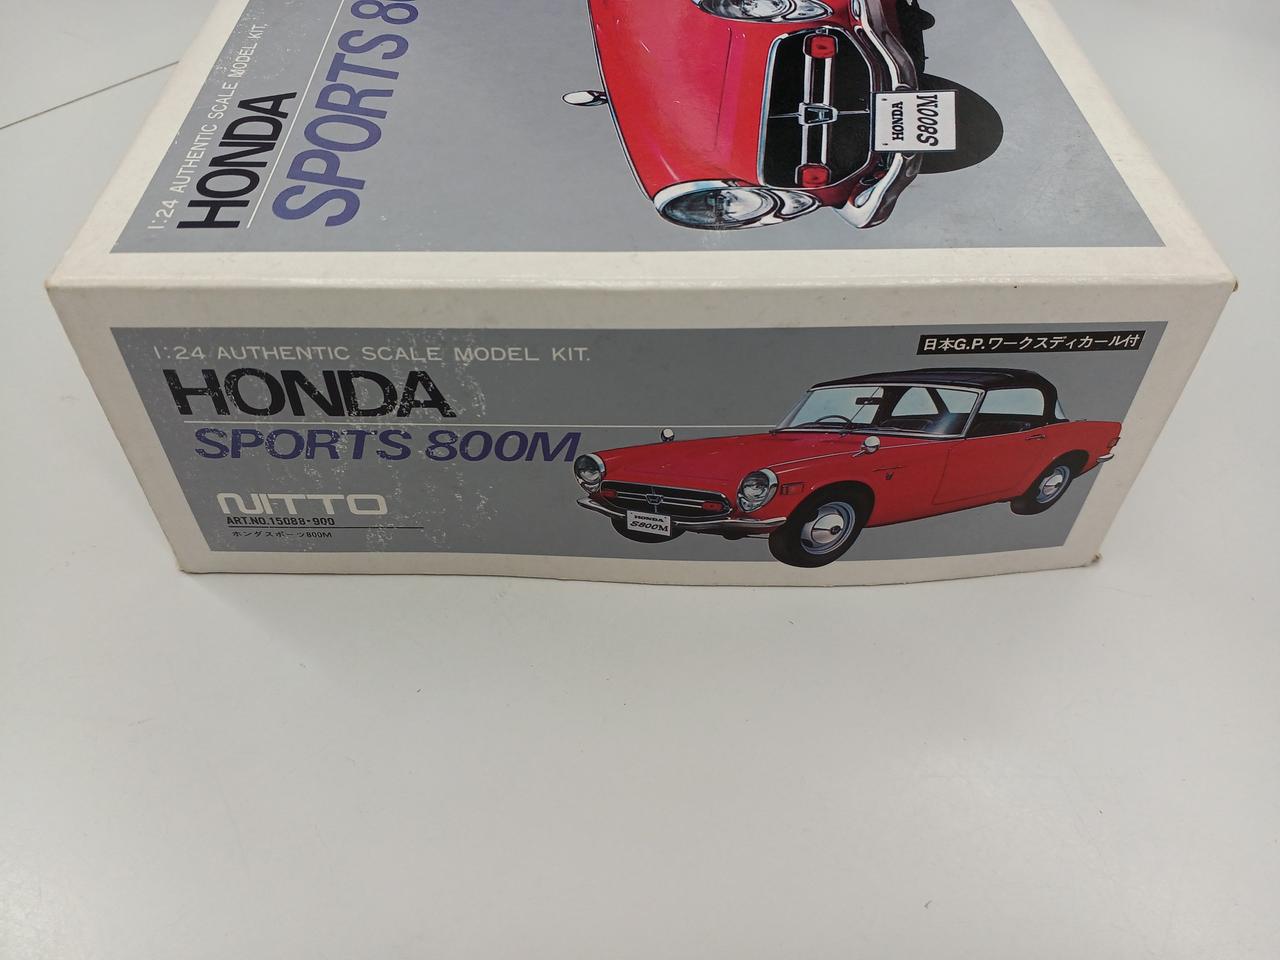 1:24 AUTHENTIC SCALE MODEL KIT.
HONDA
SPORTS 80
HONDA
S800M
1:24 AUTHENTIC SCALE MODEL KIT.
日本G.P.ワークスディカール付
HONDA
SPORTS 800M
NITTO
ART.NO.15088-900
ホンダスポーツ800M
HONDA
S800M